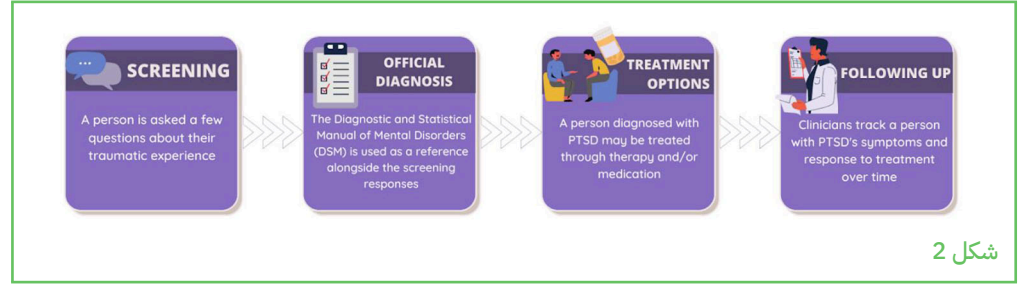 SCREENING
A person is asked a few
questions about their
traumatic experience
OFFICIAL
DIAGNOSIS
The Diagnostic and Statistical
Manual of Mental Disorders
(DSM) is used as a reference
alongside the screening
responses
TREATMENT
OPTIONS
A person diagnosed with
PTSD may be treated
through therapy and/or
medication
FOLLOWING UP
Clinicians track a person
with PTSD's symptoms and
response to treatment
over time
شكل 2